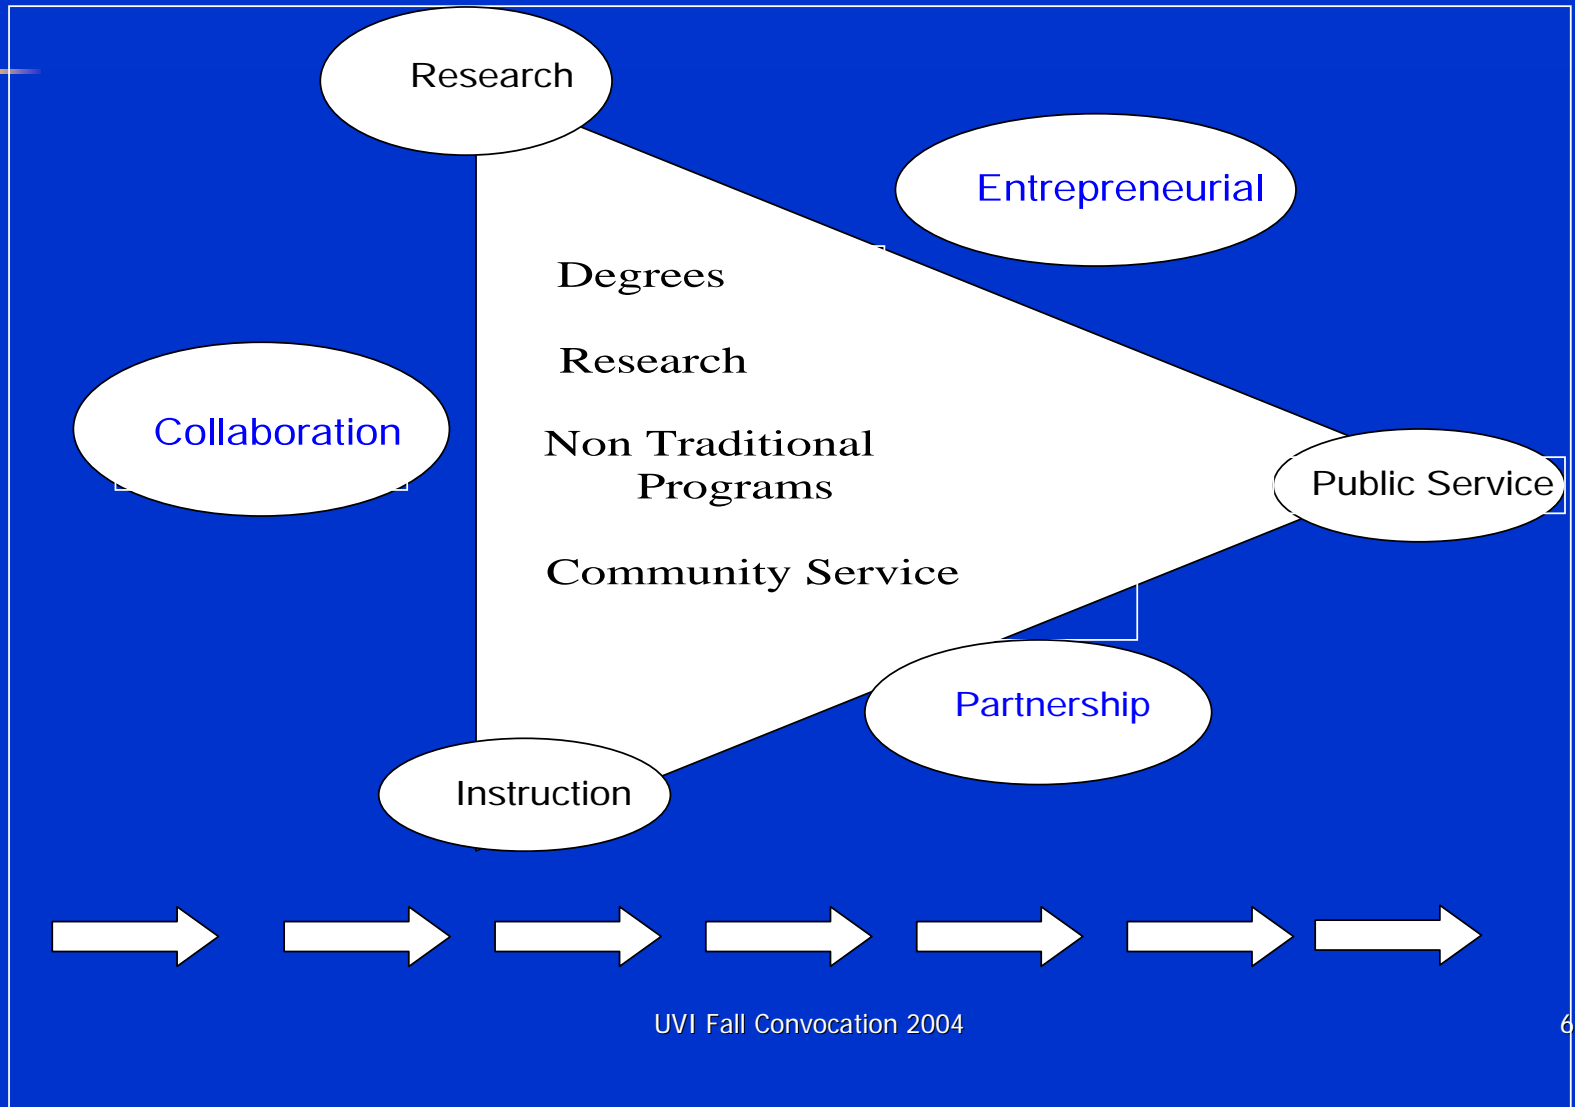 Research
Entrepreneurial
Degrees
Research
Collaboration
Non Traditional
Programs
Public Service
Community Service
Partnership
Instruction
UVI Fall Convocation 2004
6